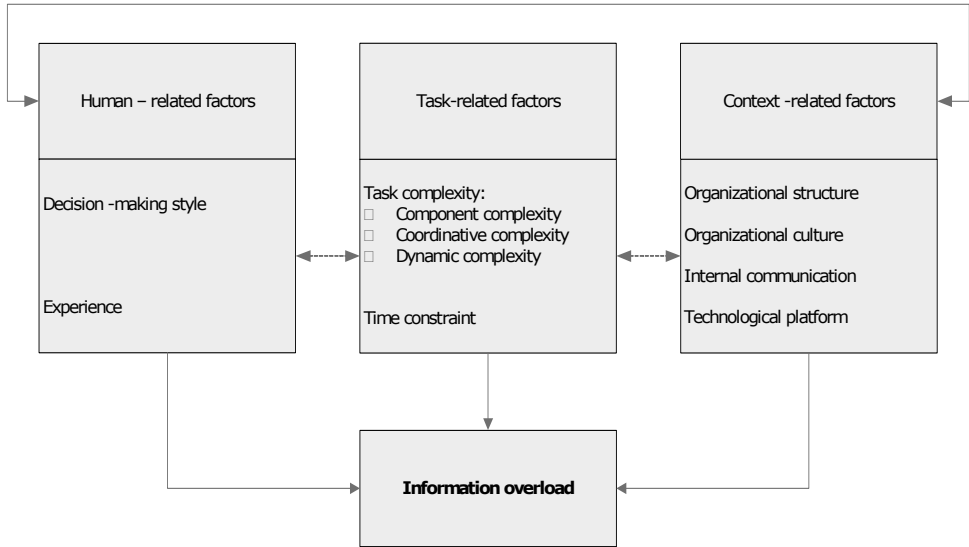 Human – related factors
Task-related factors
Context -related factors
Decision -making style
Experience
Task complexity:
Component complexity
Coordinative complexity
Dynamic complexity
Time constraint
Organizational structure
Organizational culture
Internal communication
Technological platform
Information overload